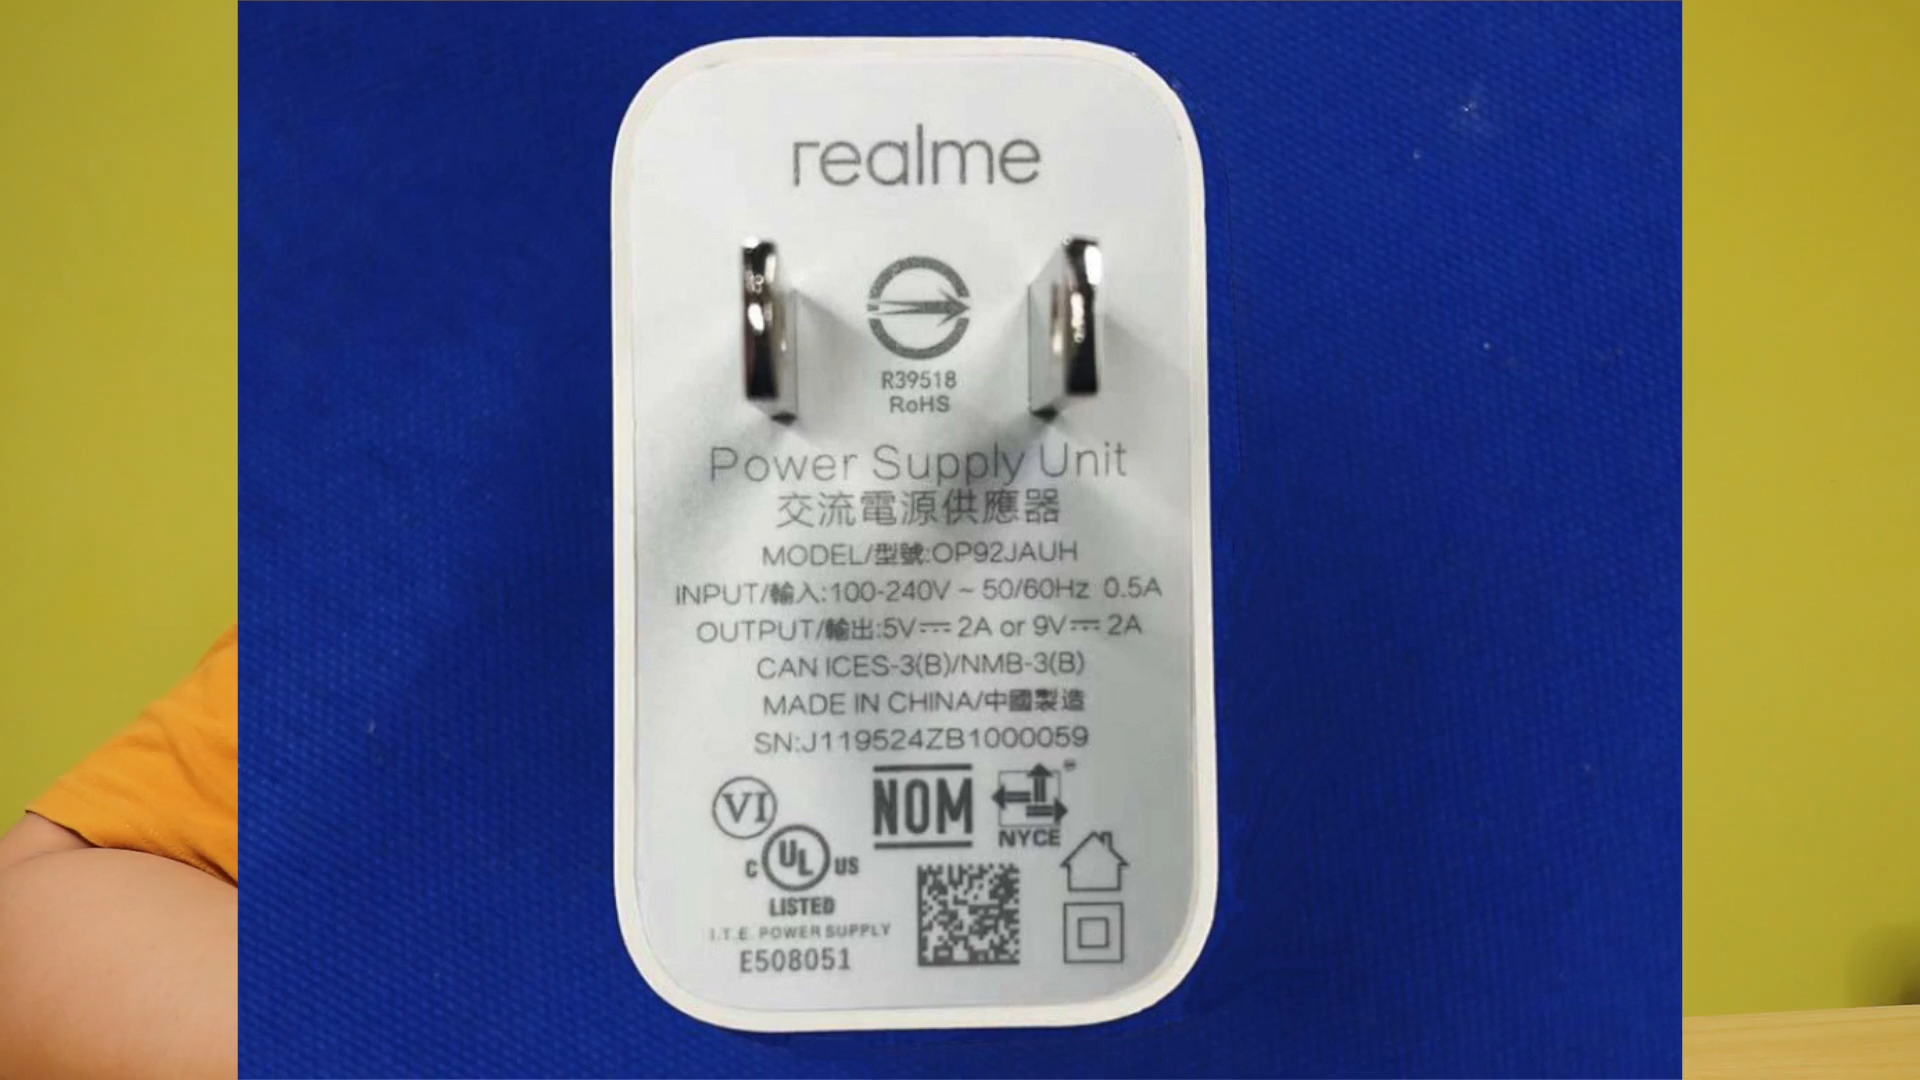 realme
R39518
RoHS
Power Supply Unit
交流電源供應器
MODEL/型號:OP92JAUH
INPUT/輸入:100-240V ~ 50/60Hz 0.5A
OUTPUT/輸出:5V⎓ 2A or 9V⎓ 2A
CAN ICES-3(B)/NMB-3(B)
MADE IN CHINA/中國製造
SN:J119524ZB1000059
VI
NOM
NYCE
C UL US
LISTED
I.T.E. POWER SUPPLY
E508051